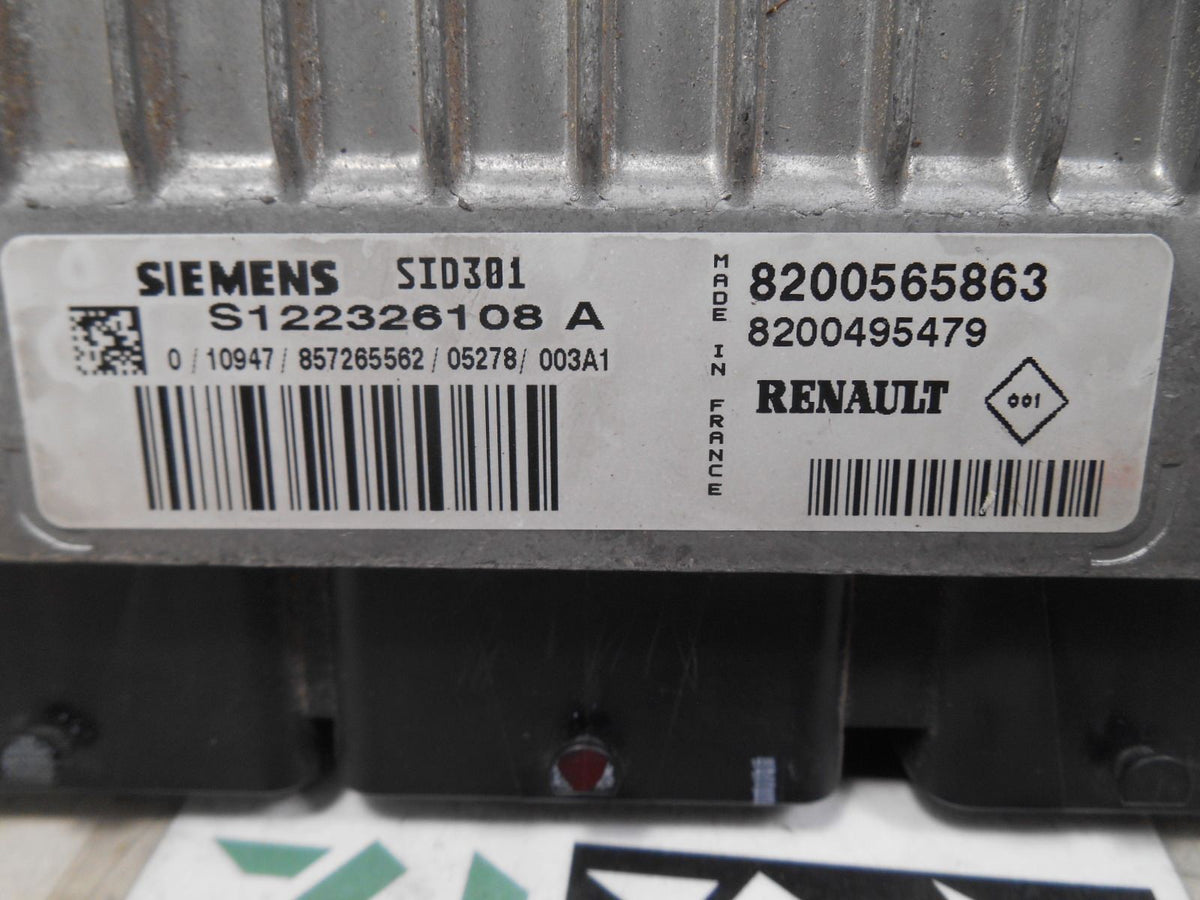 SIEMENS SID301
S122326108 A
0 / 10947 / 857265562 / 05278 / 003A1
MADE IN FRANCE
8200565863
8200495479
RENAULT 001